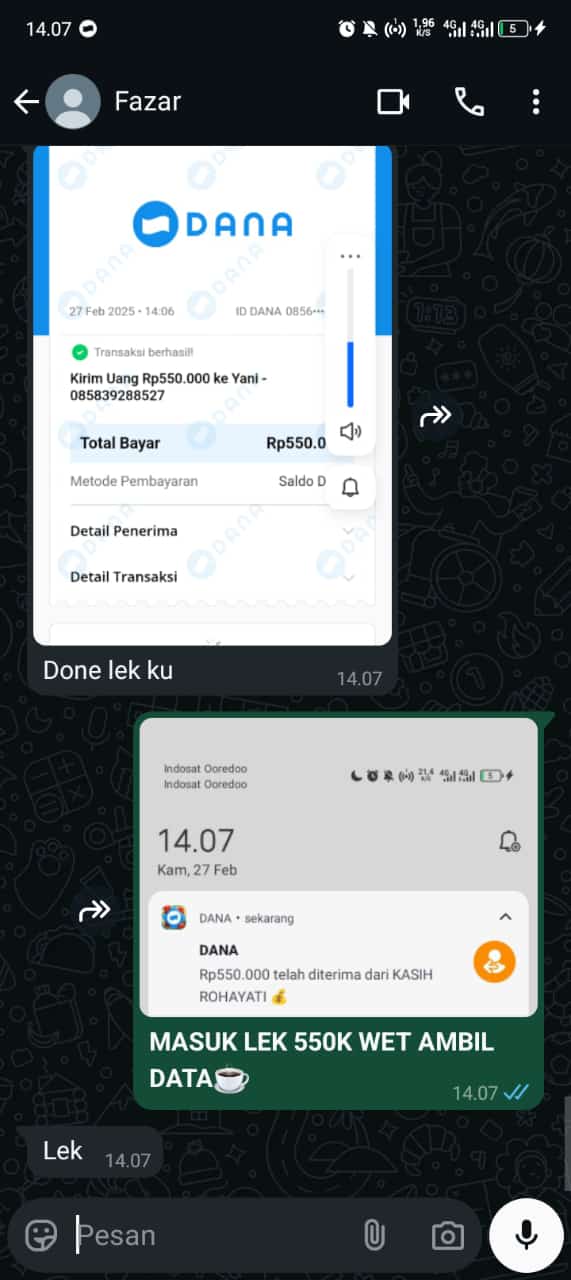 14.07
1,96
K/S
4G
4G
5
Fazar
DANA
27 Feb 2025 • 14:06 ID DANA 0856•••
Transaksi berhasil!
Kirim Uang Rp550.000 ke Yani -
085839288527
Total Bayar Rp550.0
Metode Pembayaran Saldo D
Detail Penerima
Detail Transaksi
Done lek ku
14.07
Indosat Ooredoo
Indosat Ooredoo
21,4
K/s
4G
4G
5
14.07
Kam, 27 Feb
DANA • sekarang
DANA
Rp550.000 telah diterima dari KASIH
ROHAYATI 💰
MASUK LEK 550K WET AMBIL
DATA☕
14.07
Lek
14.07
Pesan